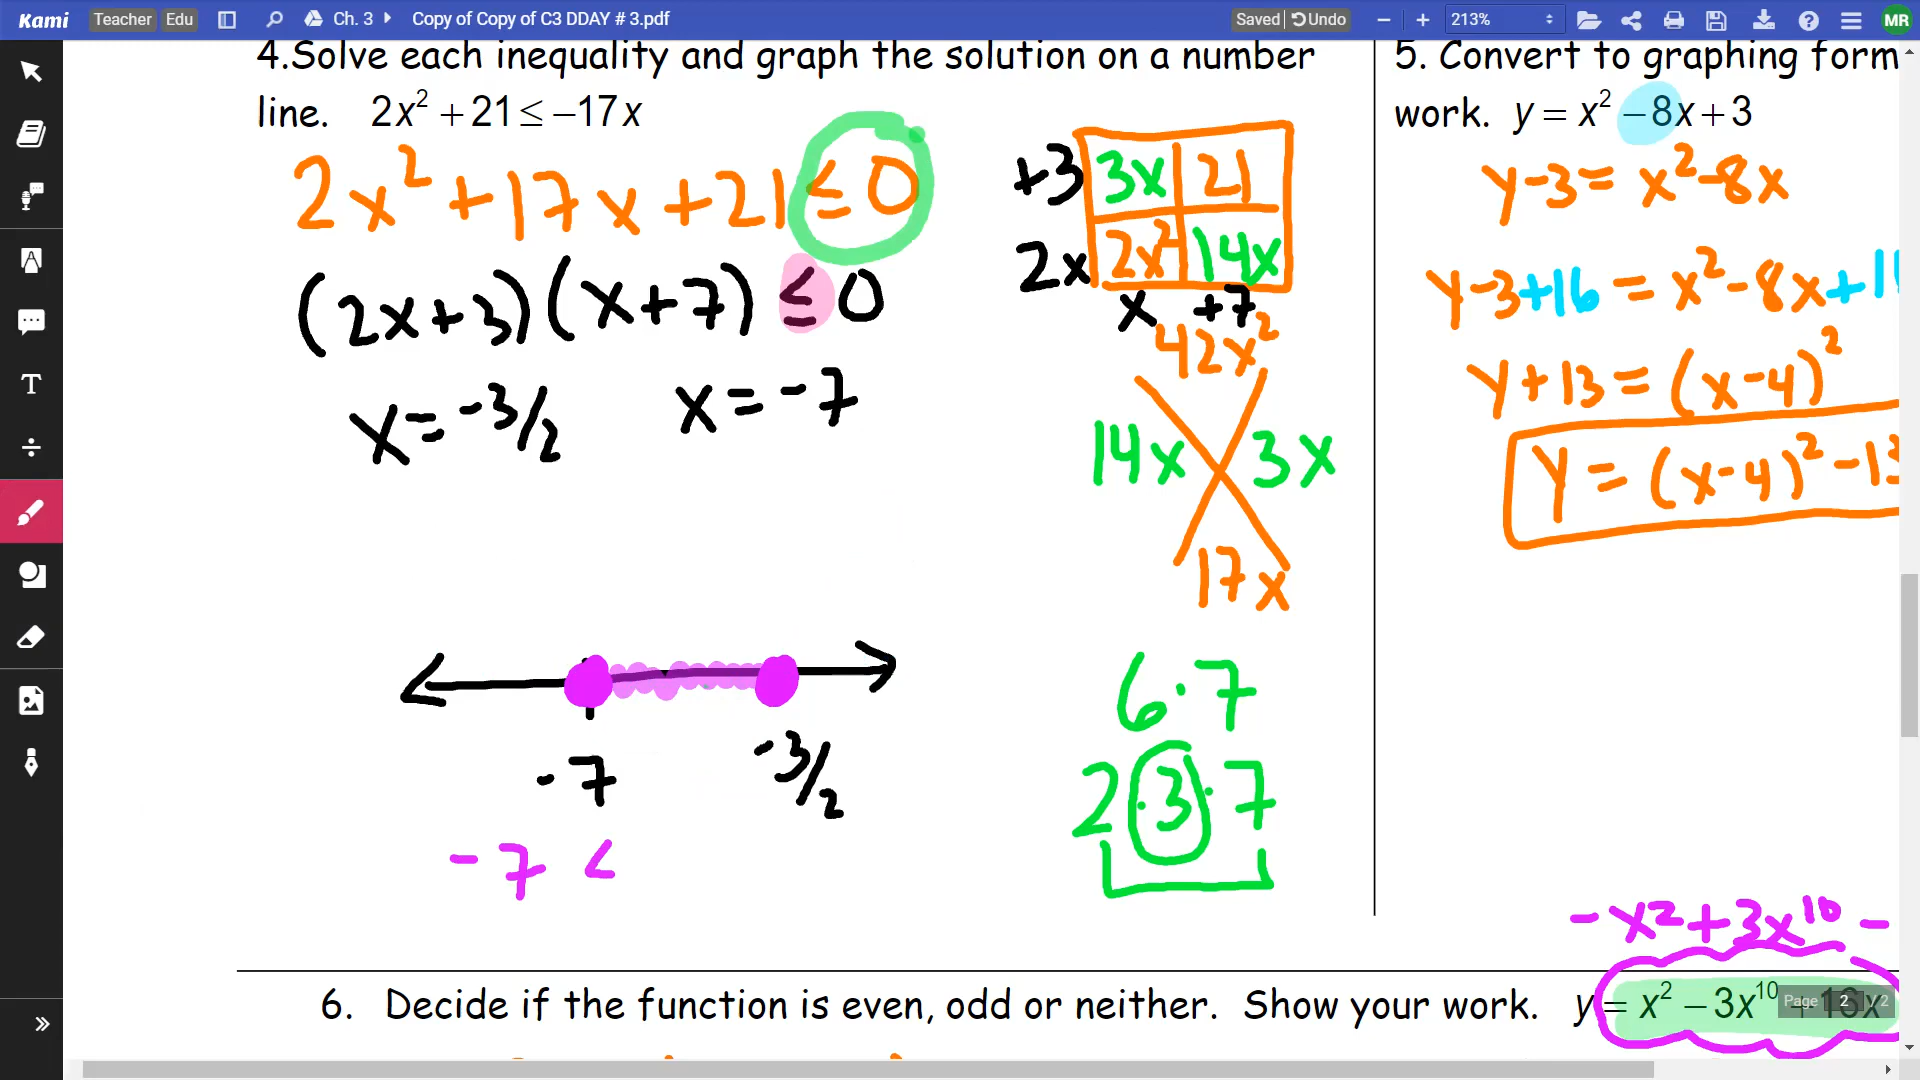 Kami Teacher Edu Ch. 3 Copy of Copy of C3 DDAY # 3.pdf Saved Undo 213% MR
4.Solve each inequality and graph the solution on a number
line. 2x² +21 ≤ −17x
2x² +17x +21 ≤ 0
(2x+3)(x+7) ≤ 0
x = -3/2 x = -7
-7 -3/2
-7 <
+3 3x 21
2x 2x² 14x
x +7
42x²
14x 3x
17x
6·7
2·3·7
5. Convert to graphing form
work. y = x² −8x+3
y-3 = x²-8x
y-3+16 = x²-8x+1
y+13 = (x-4)²
y = (x-4)² -13
-x²+3x¹⁰ -
6. Decide if the function is even, odd or neither. Show your work. y = x² − 3x¹⁰ + 16x
Page 2 / 2